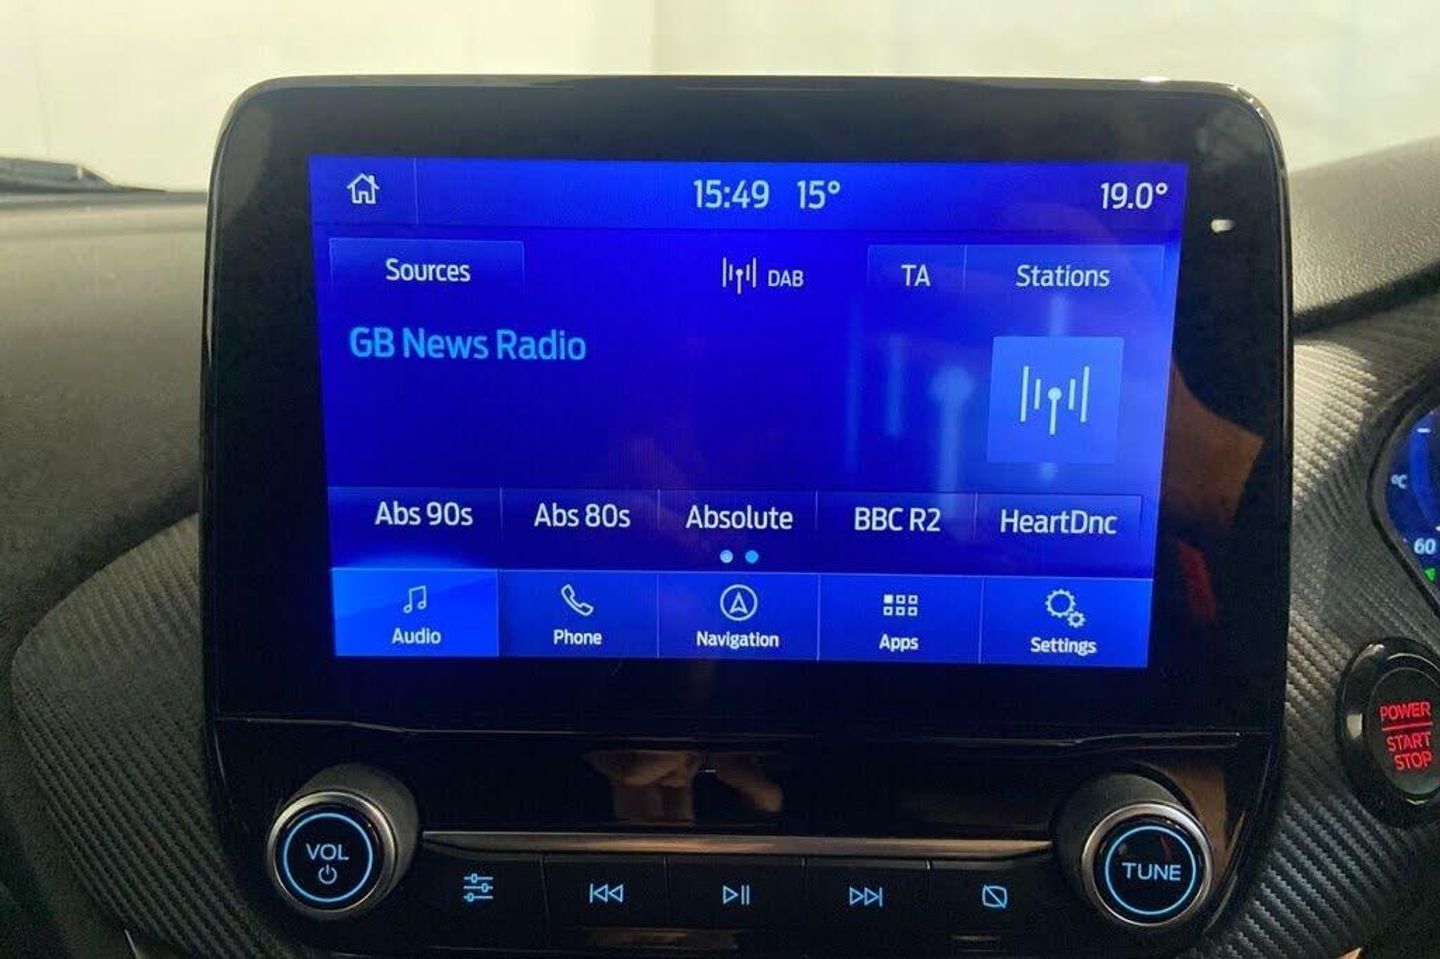 15:49 15° 19.0°
Sources DAB TA Stations
GB News Radio
Abs 90s Abs 80s Absolute BBC R2 HeartDnc
Audio Phone Navigation Apps Settings
°C
60
POWER
START
STOP
VOL
TUNE